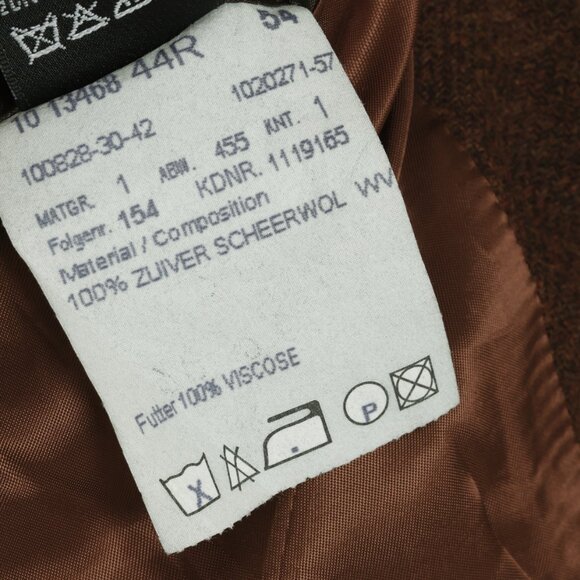 54
10 13468 44R
100828-30-42 1020271-57
MATGR. 1 ABW. 455 KNT. 1
Folgenr. 154 KDNR. 1119165
Material / Composition
100% ZUIVER SCHEERWOL WV
Futter 100% VISCOSE
X
P